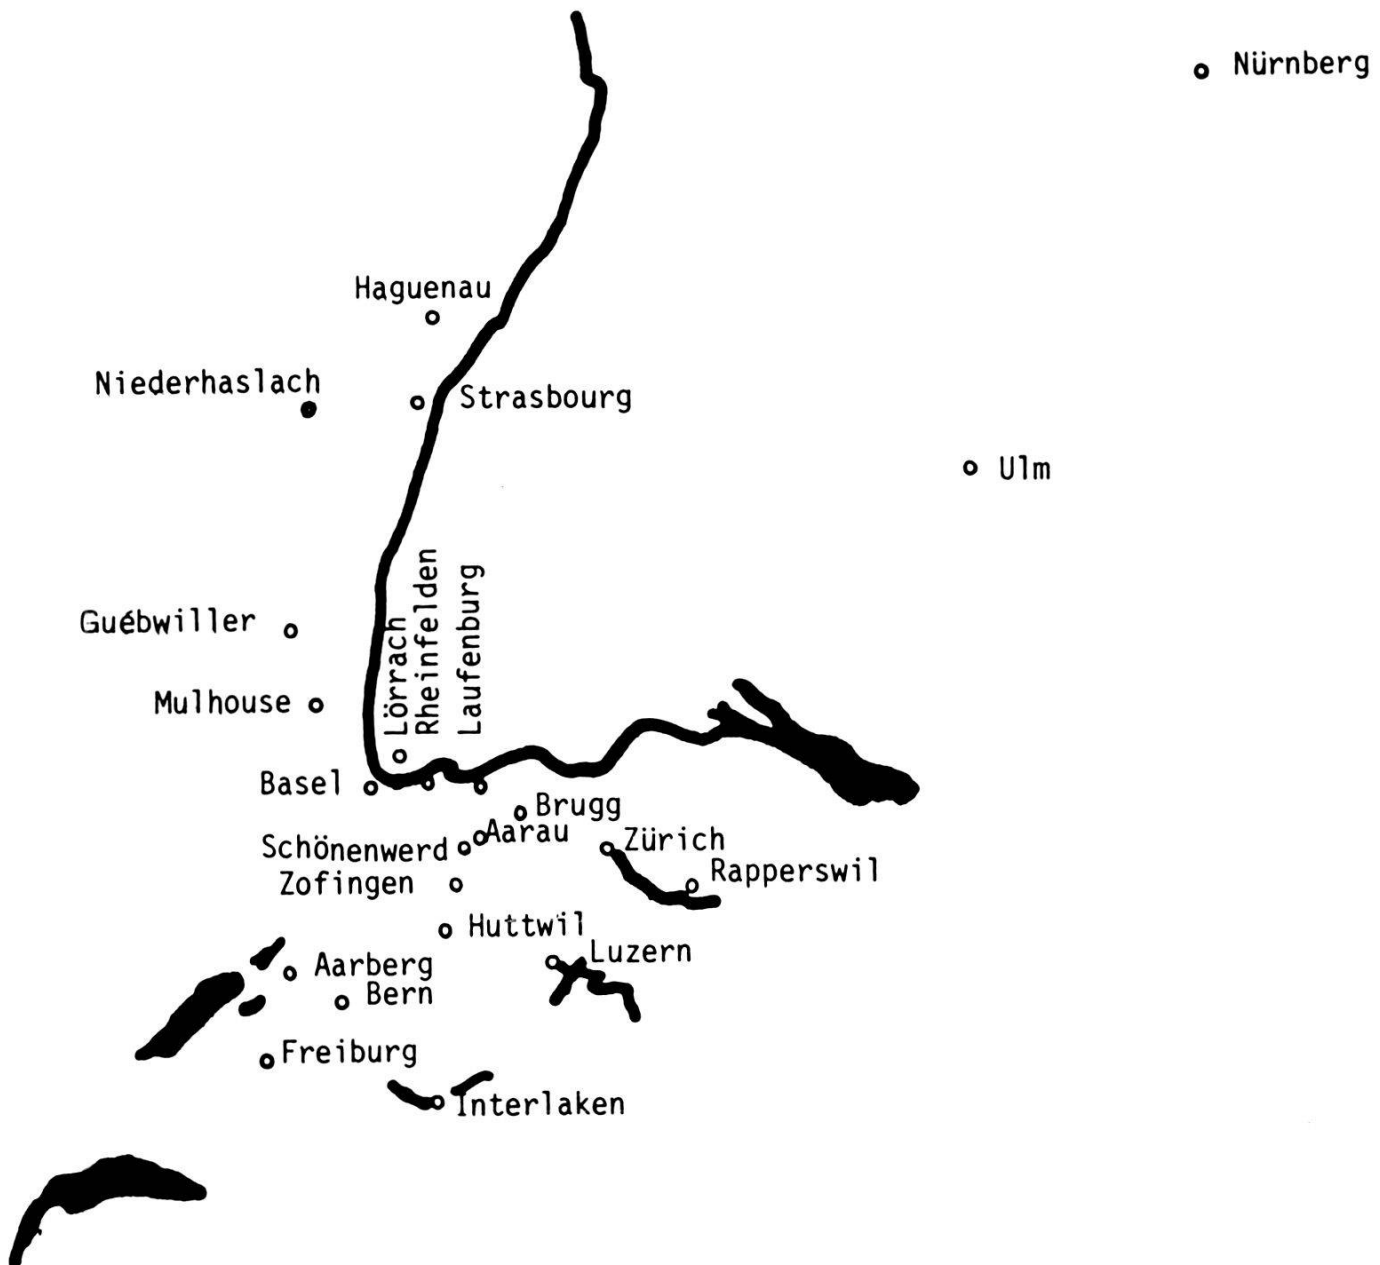 Nürnberg
Haguenau
Niederhaslach
Strasbourg
Ulm
Guébwiller
Lörrach
Rheinfelden
Laufenburg
Mulhouse
Basel
Brugg
Aarau
Schönenwerd
Zürich
Zofingen
Rapperswil
Huttwil
Luzern
Aarberg
Bern
Freiburg
Interlaken